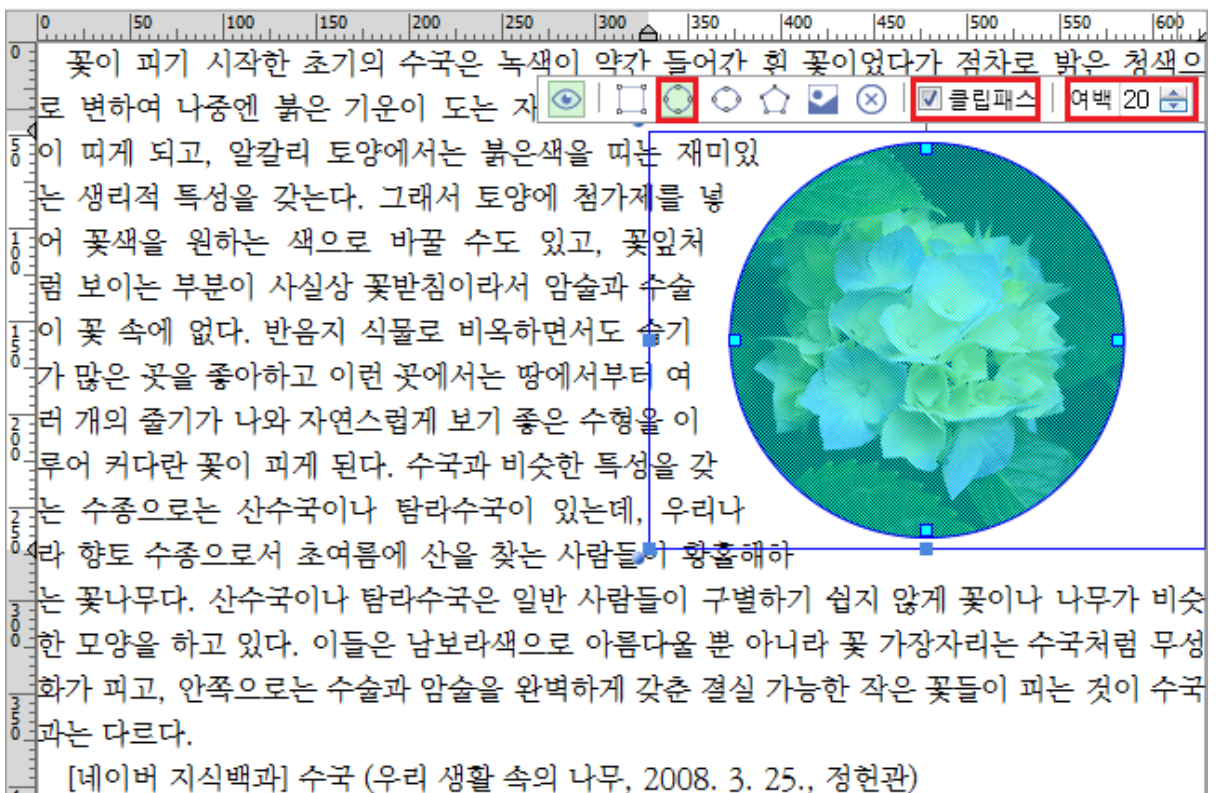 0 50 100 150 200 250 300 350 400 450 500 550 600
0 50 100 150 200 250 300 350
꽃이 피기 시작한 초기의 수국은 녹색이 약간 들어간 흰 꽃이었다가 점차로 밝은 청색으
로 변하여 나중엔 붉은 기운이 도는 자
클립패스 여백 20
이 띠게 되고, 알칼리 토양에서는 붉은색을 띠는 재미있
는 생리적 특성을 갖는다. 그래서 토양에 첨가제를 넣
어 꽃색을 원하는 색으로 바꿀 수도 있고, 꽃잎처
럼 보이는 부분이 사실상 꽃받침이라서 암술과 수술
이 꽃 속에 없다. 반음지 식물로 비옥하면서도 습기
가 많은 곳을 좋아하고 이런 곳에서는 땅에서부터 여
러 개의 줄기가 나와 자연스럽게 보기 좋은 수형을 이
루어 커다란 꽃이 피게 된다. 수국과 비슷한 특성을 갖
는 수종으로는 산수국이나 탐라수국이 있는데, 우리나
라 향토 수종으로서 초여름에 산을 찾는 사람들이 황홀해하
는 꽃나무다. 산수국이나 탐라수국은 일반 사람들이 구별하기 쉽지 않게 꽃이나 나무가 비슷
한 모양을 하고 있다. 이들은 남보라색으로 아름다울 뿐 아니라 꽃 가장자리는 수국처럼 무성
화가 피고, 안쪽으로는 수술과 암술을 완벽하게 갖춘 결실 가능한 작은 꽃들이 피는 것이 수국
과는 다르다.
[네이버 지식백과] 수국 (우리 생활 속의 나무, 2008. 3. 25., 정헌관)